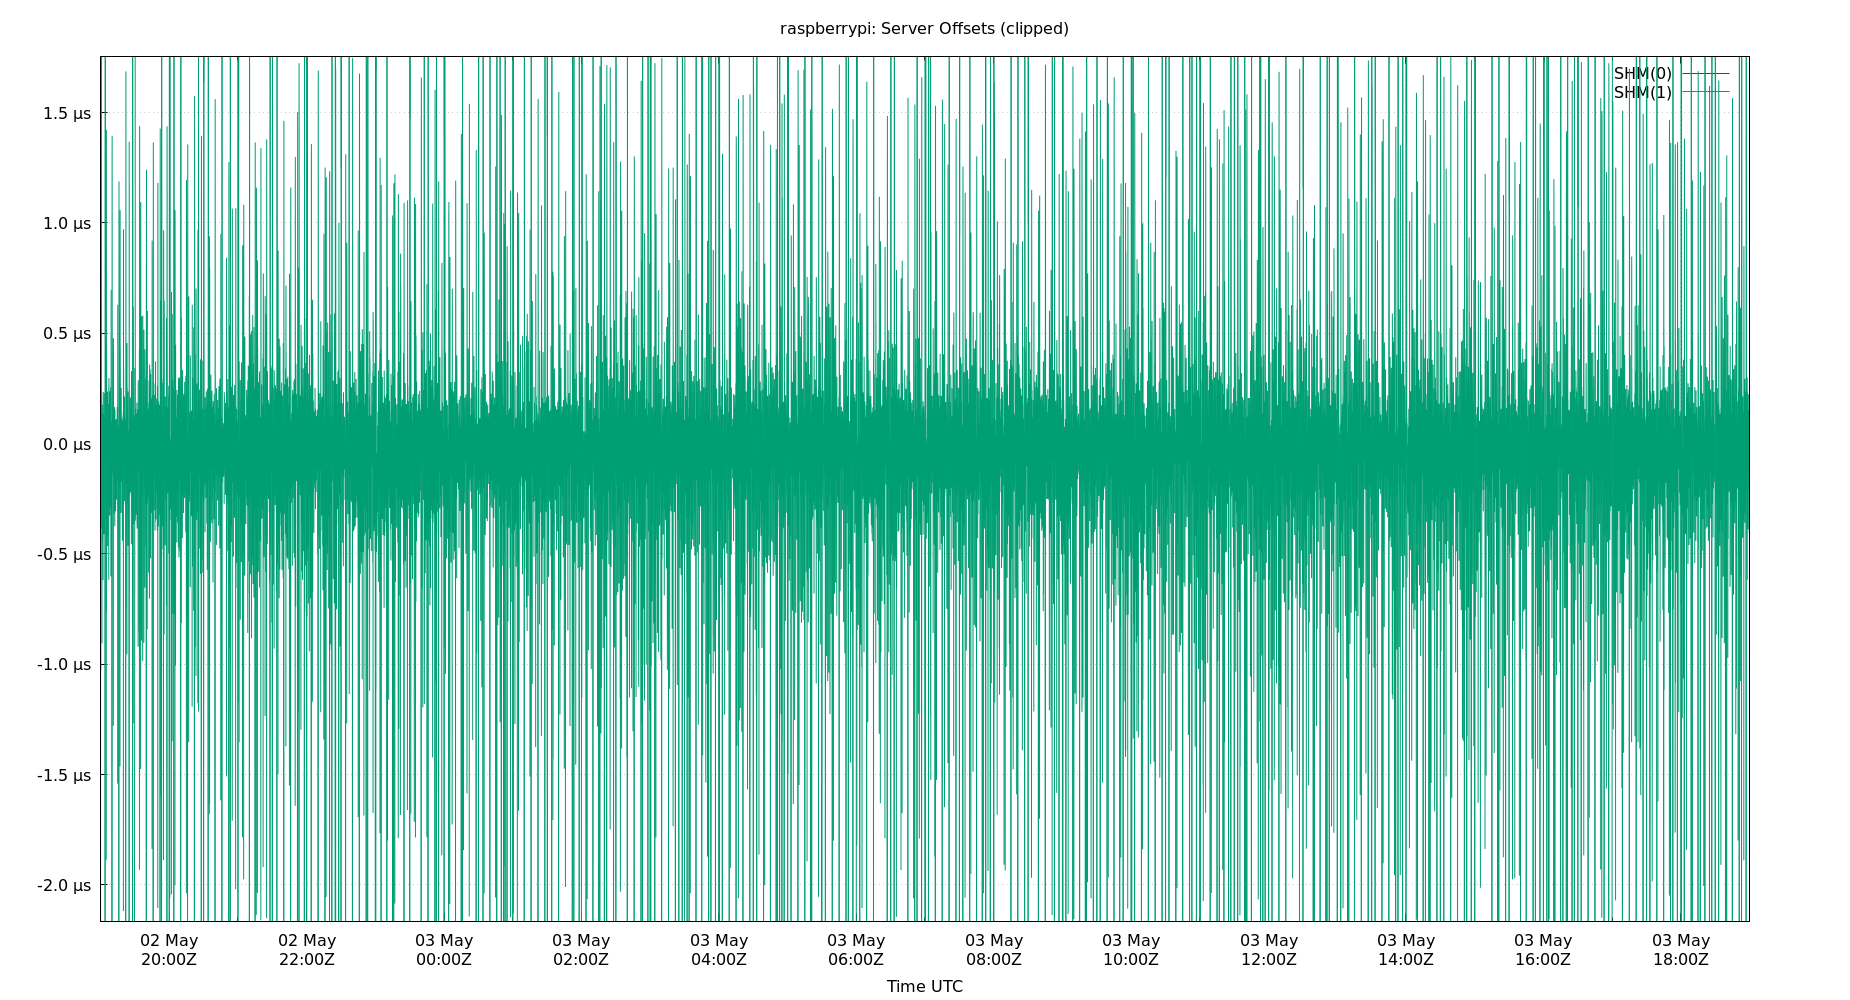 raspberrypi: Server Offsets (clipped)
SHM(0)
SHM(1)
1.5 µs
1.0 µs
0.5 µs
0.0 µs
-0.5 µs
-1.0 µs
-1.5 µs
-2.0 µs
02 May 02 May 03 May 03 May 03 May 03 May 03 May 03 May 03 May 03 May 03 May 03 May
20:00Z 22:00Z 00:00Z 02:00Z 04:00Z 06:00Z 08:00Z 10:00Z 12:00Z 14:00Z 16:00Z 18:00Z
Time UTC